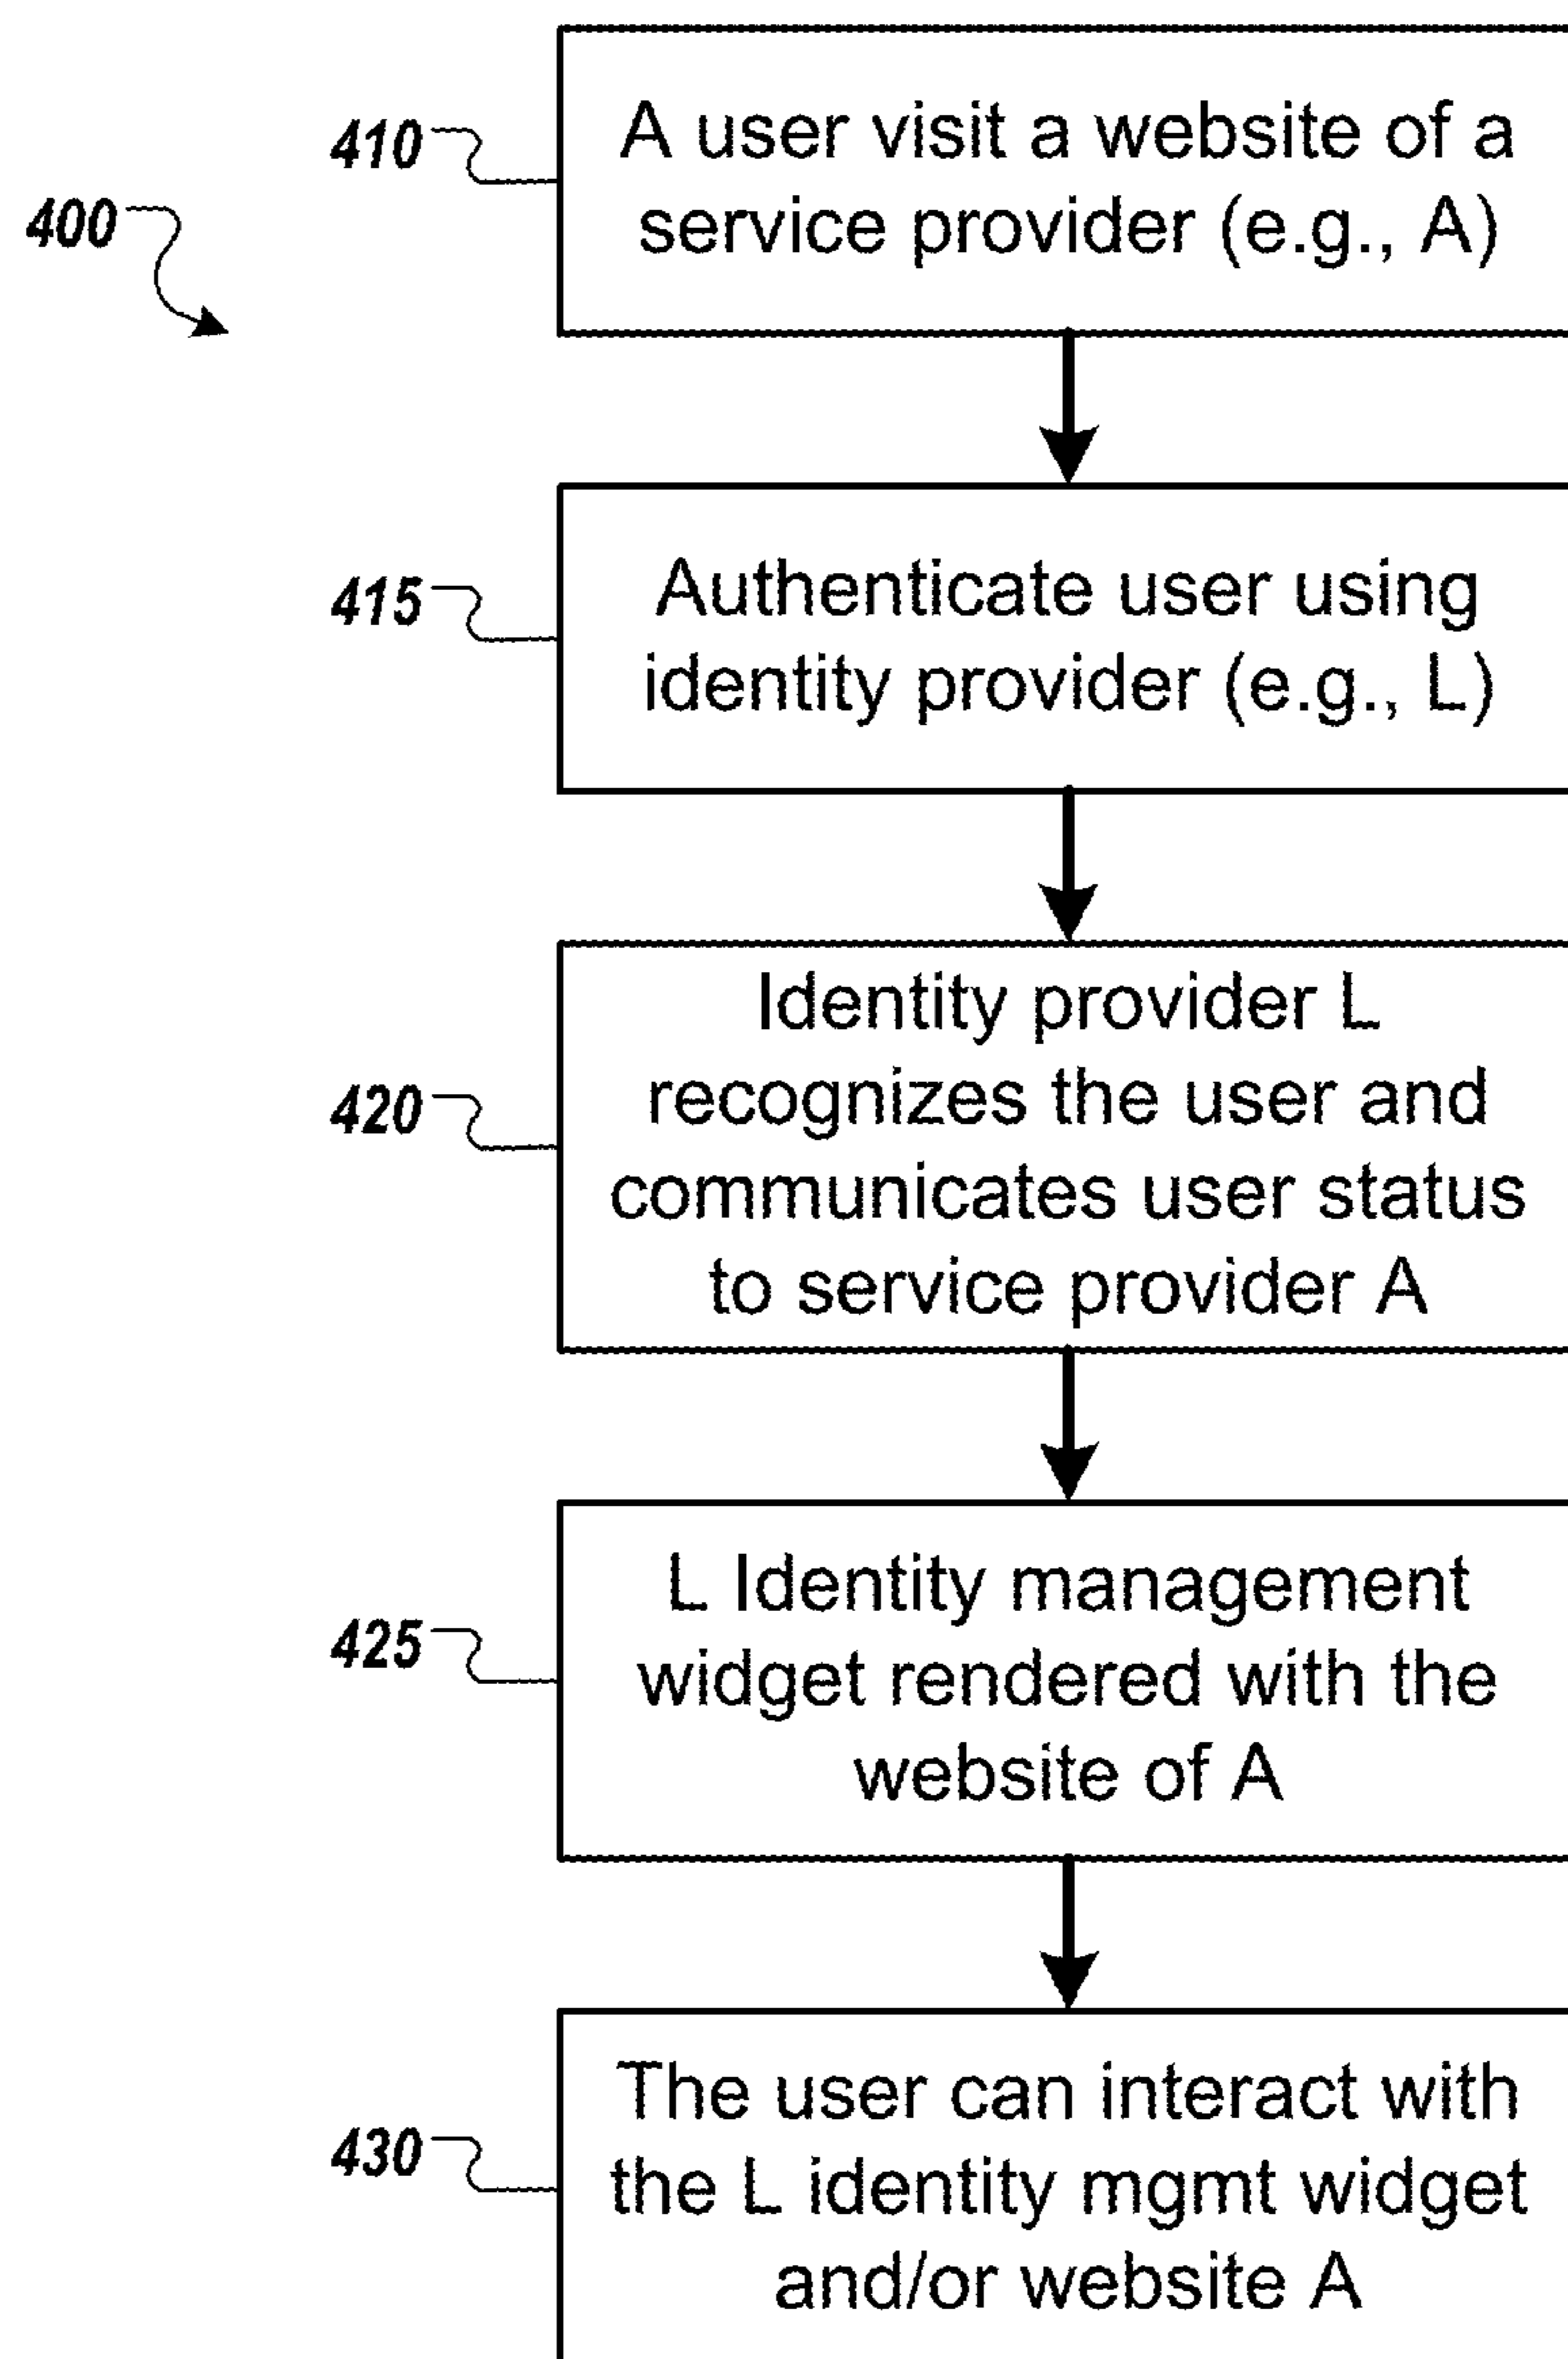 410
A user visit a website of a
service provider (e.g., A)
400
415
Authenticate user using
identity provider (e.g., L)
420
Identity provider L
recognizes the user and
communicates user status
to service provider A
425
L Identity management
widget rendered with the
website of A
430
The user can interact with
the L identity mgmt widget
and/or website A